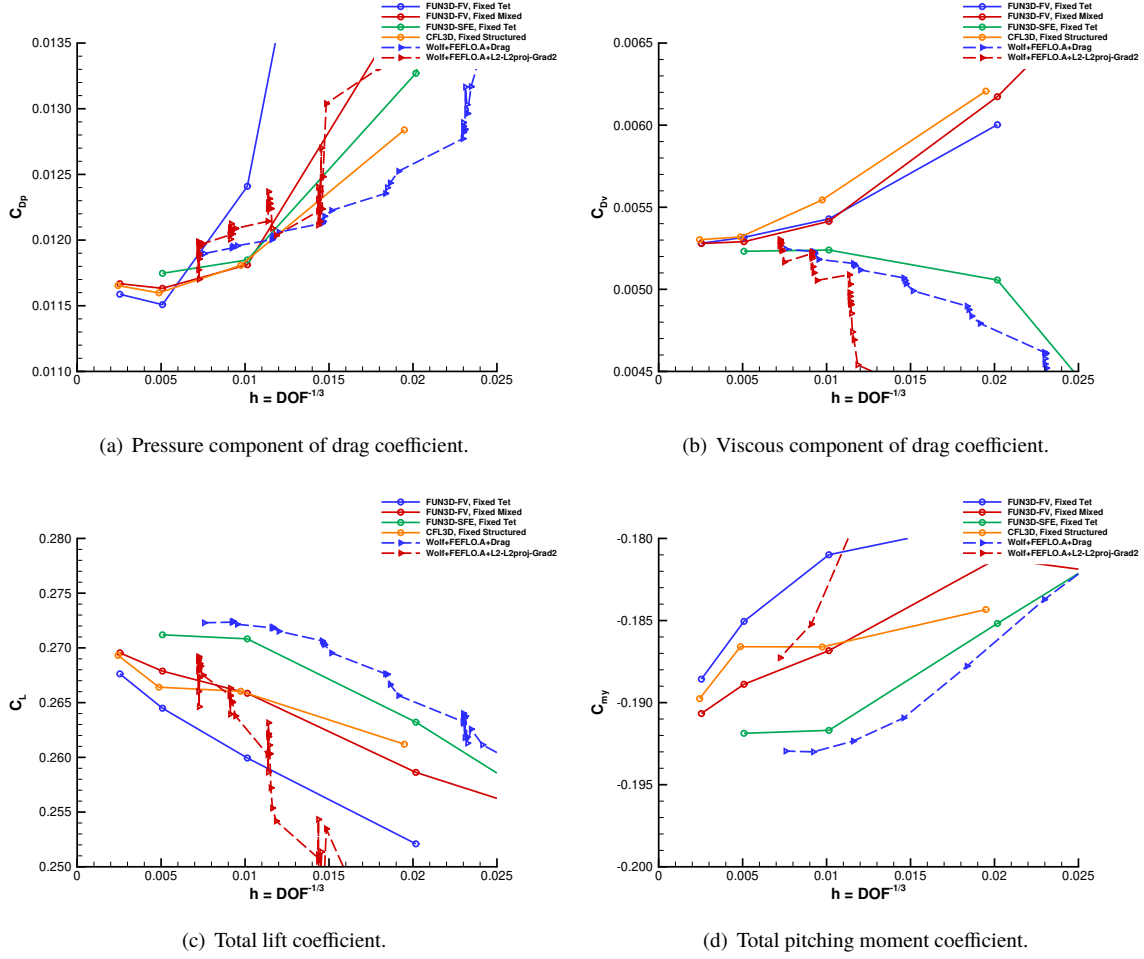 FUN3D-FV, Fixed Tet
FUN3D-FV, Fixed Mixed
FUN3D-SFE, Fixed Tet
CFL3D, Fixed Structured
Wolf+FEFLO.A+Drag
Wolf+FEFLO.A+L2-L2proj-Grad2
0.0135
0.0130
0.0125
0.0120
0.0115
0.0110
C_Dp
0 0.005 0.01 0.015 0.02 0.025
h = DOF^-1/3
(a) Pressure component of drag coefficient.
FUN3D-FV, Fixed Tet
FUN3D-FV, Fixed Mixed
FUN3D-SFE, Fixed Tet
CFL3D, Fixed Structured
Wolf+FEFLO.A+Drag
Wolf+FEFLO.A+L2-L2proj-Grad2
0.0065
0.0060
0.0055
0.0050
0.0045
C_Dv
0 0.005 0.01 0.015 0.02 0.025
h = DOF^-1/3
(b) Viscous component of drag coefficient.
FUN3D-FV, Fixed Tet
FUN3D-FV, Fixed Mixed
FUN3D-SFE, Fixed Tet
CFL3D, Fixed Structured
Wolf+FEFLO.A+Drag
Wolf+FEFLO.A+L2-L2proj-Grad2
0.280
0.275
0.270
0.265
0.260
0.255
0.250
C_L
0 0.005 0.01 0.015 0.02 0.025
h = DOF^-1/3
(c) Total lift coefficient.
FUN3D-FV, Fixed Tet
FUN3D-FV, Fixed Mixed
FUN3D-SFE, Fixed Tet
CFL3D, Fixed Structured
Wolf+FEFLO.A+Drag
Wolf+FEFLO.A+L2-L2proj-Grad2
-0.180
-0.185
-0.190
-0.195
-0.200
C_my
0 0.005 0.01 0.015 0.02 0.025
h = DOF^-1/3
(d) Total pitching moment coefficient.